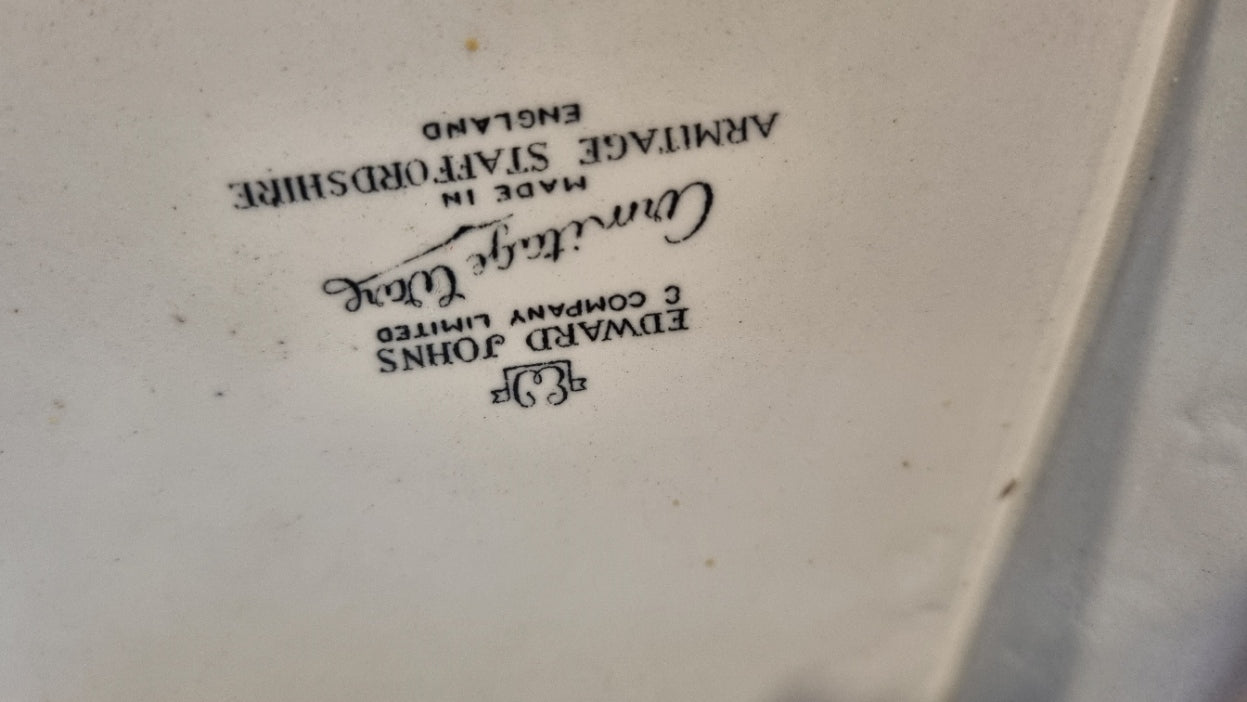 EJ
EDWARD JOHNS
& COMPANY LIMITED
Armitage Ware
MADE IN
ARMITAGE STAFFORDSHIRE
ENGLAND